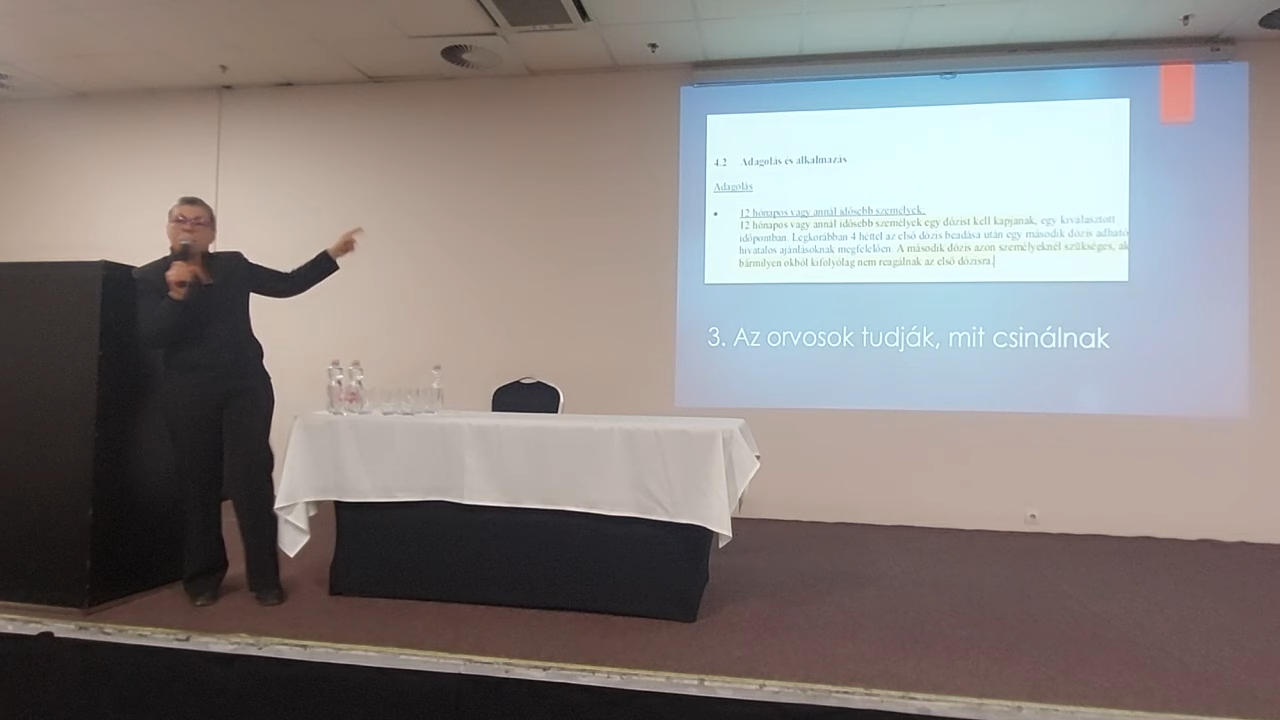 4.2 Adagolás és alkalmazás
Adagolás
• 12 hónapos vagy annál idősebb személyek.
12 hónapos vagy annál idősebb személyek egy dózist kell kapjanak, egy kiválasztott
időpontban. Legkorábban 4 héttel az első dózis beadása után egy második dózis adható
hivatalos ajánlásoknak megfelelően. A második dózis azon személyeknél szükséges, ak
bármilyen okból kifolyólag nem reagálnak az első dózisra.
3. Az orvosok tudják, mit csinálnak